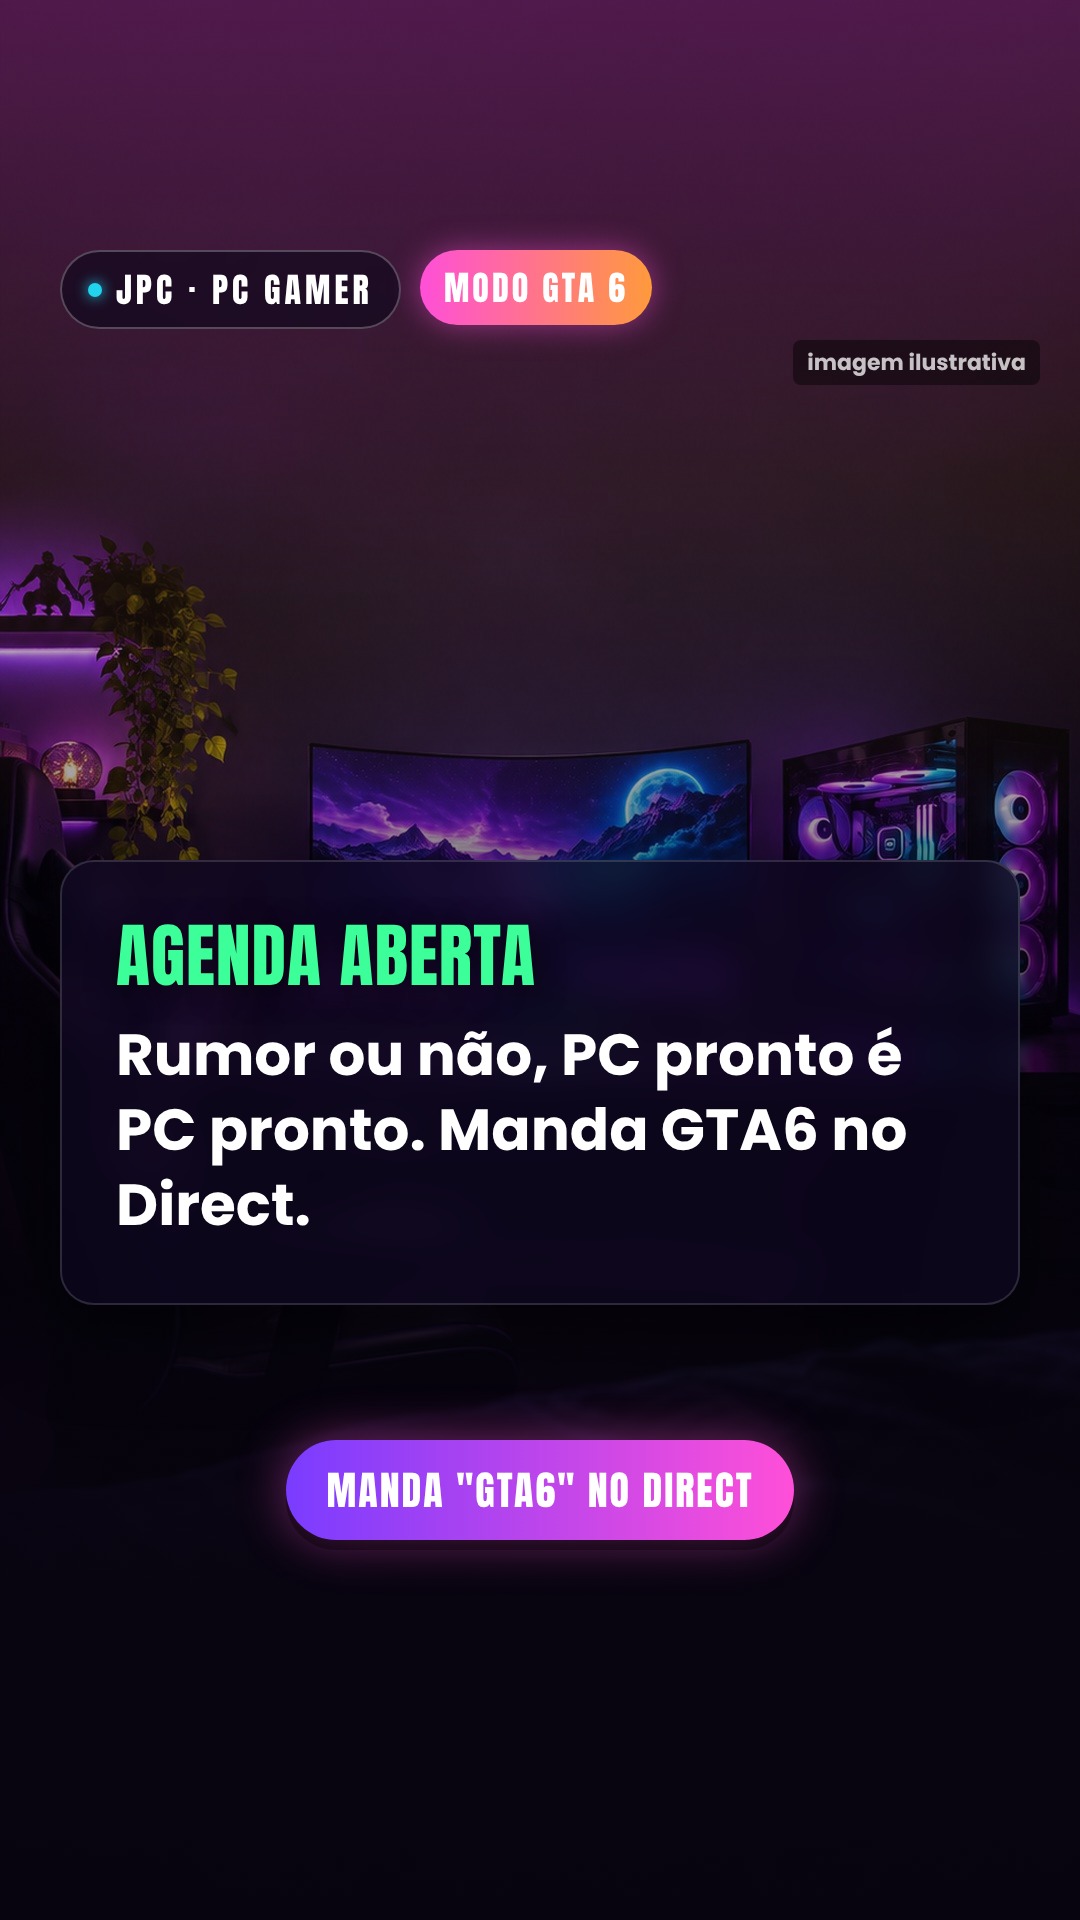 JPC · PC GAMER
MODO GTA 6
imagem ilustrativa
AGENDA ABERTA
Rumor ou não, PC pronto é
PC pronto. Manda GTA6 no
Direct.
MANDA "GTA6" NO DIRECT